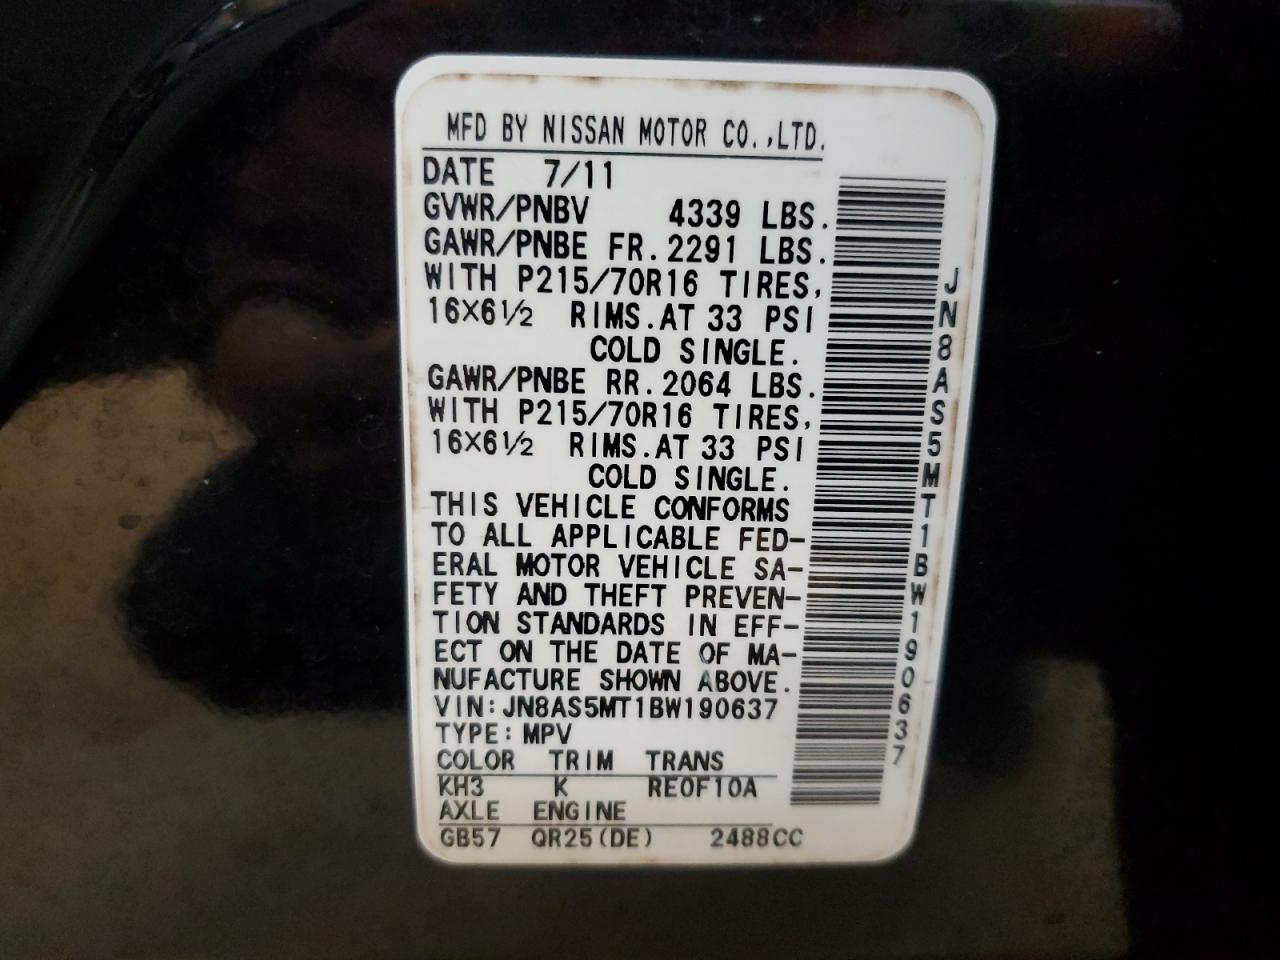 MFD BY NISSAN MOTOR CO.,LTD.
DATE 7/11
GVWR/PNBV 4339 LBS.
GAWR/PNBE FR.2291 LBS.
WITH P215/70R16 TIRES,
16X6½ RIMS.AT 33 PSI
COLD SINGLE.
GAWR/PNBE RR.2064 LBS.
WITH P215/70R16 TIRES,
16X6½ RIMS.AT 33 PSI
COLD SINGLE.
THIS VEHICLE CONFORMS
TO ALL APPLICABLE FED-
ERAL MOTOR VEHICLE SA-
FETY AND THEFT PREVEN-
TION STANDARDS IN EFF-
ECT ON THE DATE OF MA-
NUFACTURE SHOWN ABOVE.
VIN:JN8AS5MT1BW190637
TYPE:MPV
COLOR TRIM TRANS
KH3 K RE0F10A
AXLE ENGINE
GB57 QR25(DE) 2488CC
JN8AS5MT1BW190637